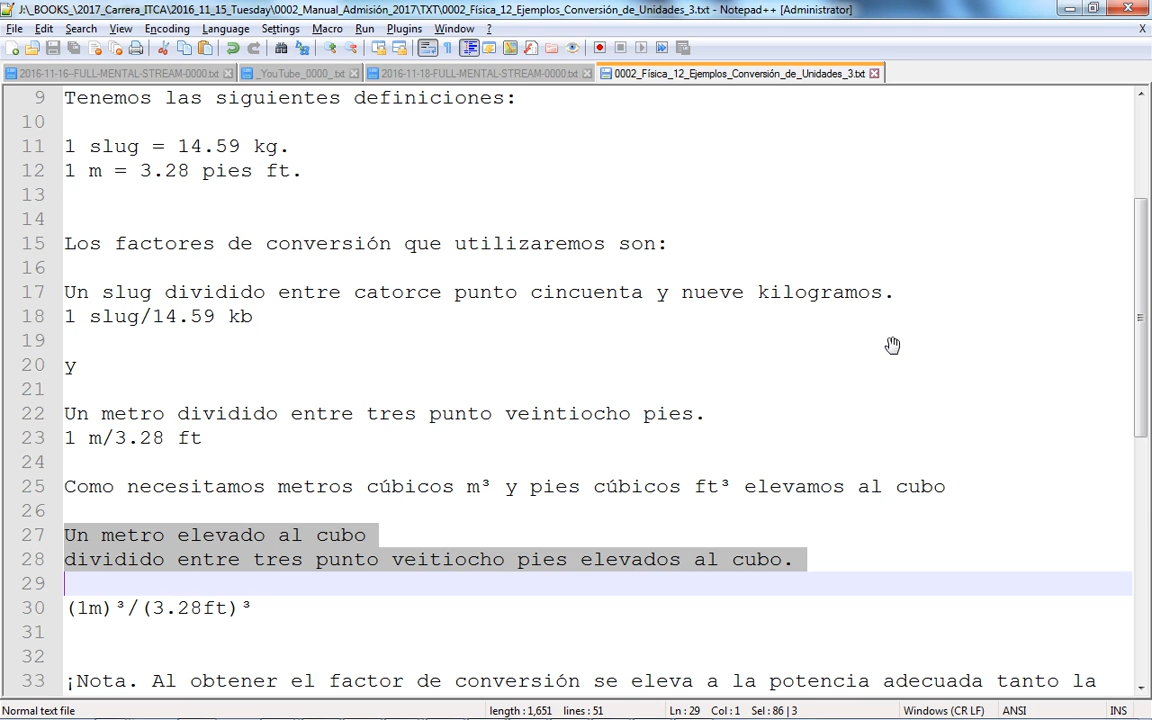 J:\_BOOKS_\2017_Carrera_ITCA\2016_11_15_Tuesday\0002_Manual_Admisión_2017\TXT\0002_Física_12_Ejemplos_Conversión_de_Unidades_3.txt - Notepad++ [Administrator]
File Edit Search View Encoding Language Settings Macro Run Plugins Window ? X
2016-11-16-FULL-MENTAL-STREAM-0000.txt _YouTube_0000_.txt 2016-11-18-FULL-MENTAL-STREAM-0000.txt 0002_Física_12_Ejemplos_Conversión_de_Unidades_3.txt
9 Tenemos las siguientes definiciones:
10
11 1 slug = 14.59 kg.
12 1 m = 3.28 pies ft.
13
14
15 Los factores de conversión que utilizaremos son:
16
17 Un slug dividido entre catorce punto cincuenta y nueve kilogramos.
18 1 slug/14.59 kb
19
20 y
21
22 Un metro dividido entre tres punto veintiocho pies.
23 1 m/3.28 ft
24
25 Como necesitamos metros cúbicos m³ y pies cúbicos ft³ elevamos al cubo
26
27 Un metro elevado al cubo
28 dividido entre tres punto veitiocho pies elevados al cubo.
29
30 (1m)³/(3.28ft)³
31
32
33 ¡Nota. Al obtener el factor de conversión se eleva a la potencia adecuada tanto la
Normal text file length : 1,651 lines : 51 Ln : 29 Col : 1 Sel : 86 | 3 Windows (CR LF) ANSI INS